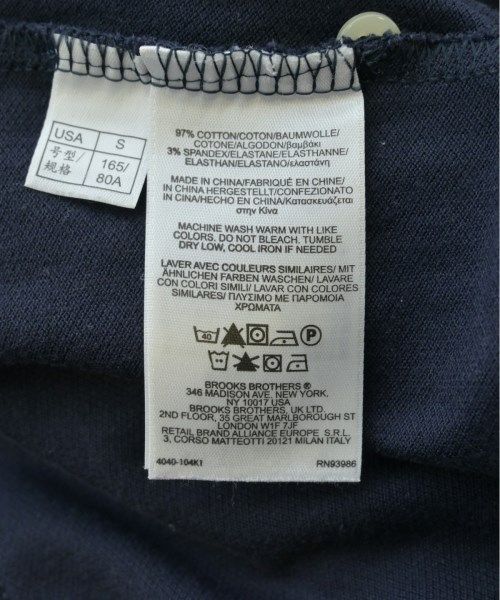 USA S
号型/规格 165/80A
97% COTTON/COTON/BAUMWOLLE/
COTONE/ALGODON/βαμβάκι
3% SPANDEX/ELASTANE/ELASTHANNE/
ELASTHAN/ELASTANO/ελαστάνη
MADE IN CHINA/FABRIQUÉ EN CHINE/
IN CHINA HERGESTELLT/CONFEZIONATO
IN CINA/HECHO EN CHINA/Κατασκευάζεται
στην Κίνα
MACHINE WASH WARM WITH LIKE
COLORS. DO NOT BLEACH. TUMBLE
DRY LOW, COOL IRON IF NEEDED
LAVER AVEC COULEURS SIMILAIRES/ MIT
ÄHNLICHEN FARBEN WASCHEN/ LAVARE
CON COLORI SIMILI/ LAVAR CON COLORES
SIMILARES/ ΠΛΥΣΙΜΟ ΜΕ ΠΑΡΟΜΟΙΑ
ΧΡΩΜΑΤΑ
40 P
BROOKS BROTHERS ®
346 MADISON AVE. NEW YORK,
NY 10017 USA
BROOKS BROTHERS, UK LTD.
2ND FLOOR, 35 GREAT MARLBOROUGH ST
LONDON W1F 7JF
RETAIL BRAND ALLIANCE EUROPE S.R.L.
3, CORSO MATTEOTTI 20121 MILAN ITALY
4040-104K1 RN93986